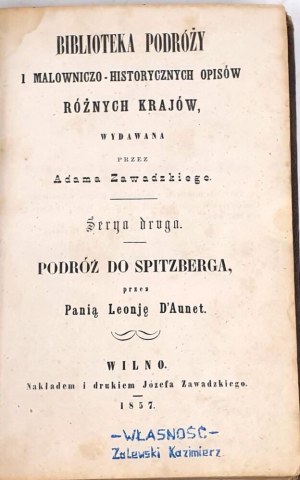 BIBLIOTEKA PODRÓŻY
I MALOWNICZO-HISTORYCZNYCH OPISÓW
RÓŻNYCH KRAJÓW,
WYDAWANA
PRZEZ
Adama Zawadzkiego.
Serya druga.
PODRÓŻ DO SPITZBERGA,
przez
Panią Leonję D'Aunet.
WILNO.
Nakładem i drukiem Józefa Zawadzkiego.
1857.
-WŁASNOŚĆ-
Zalewski Kazimierz